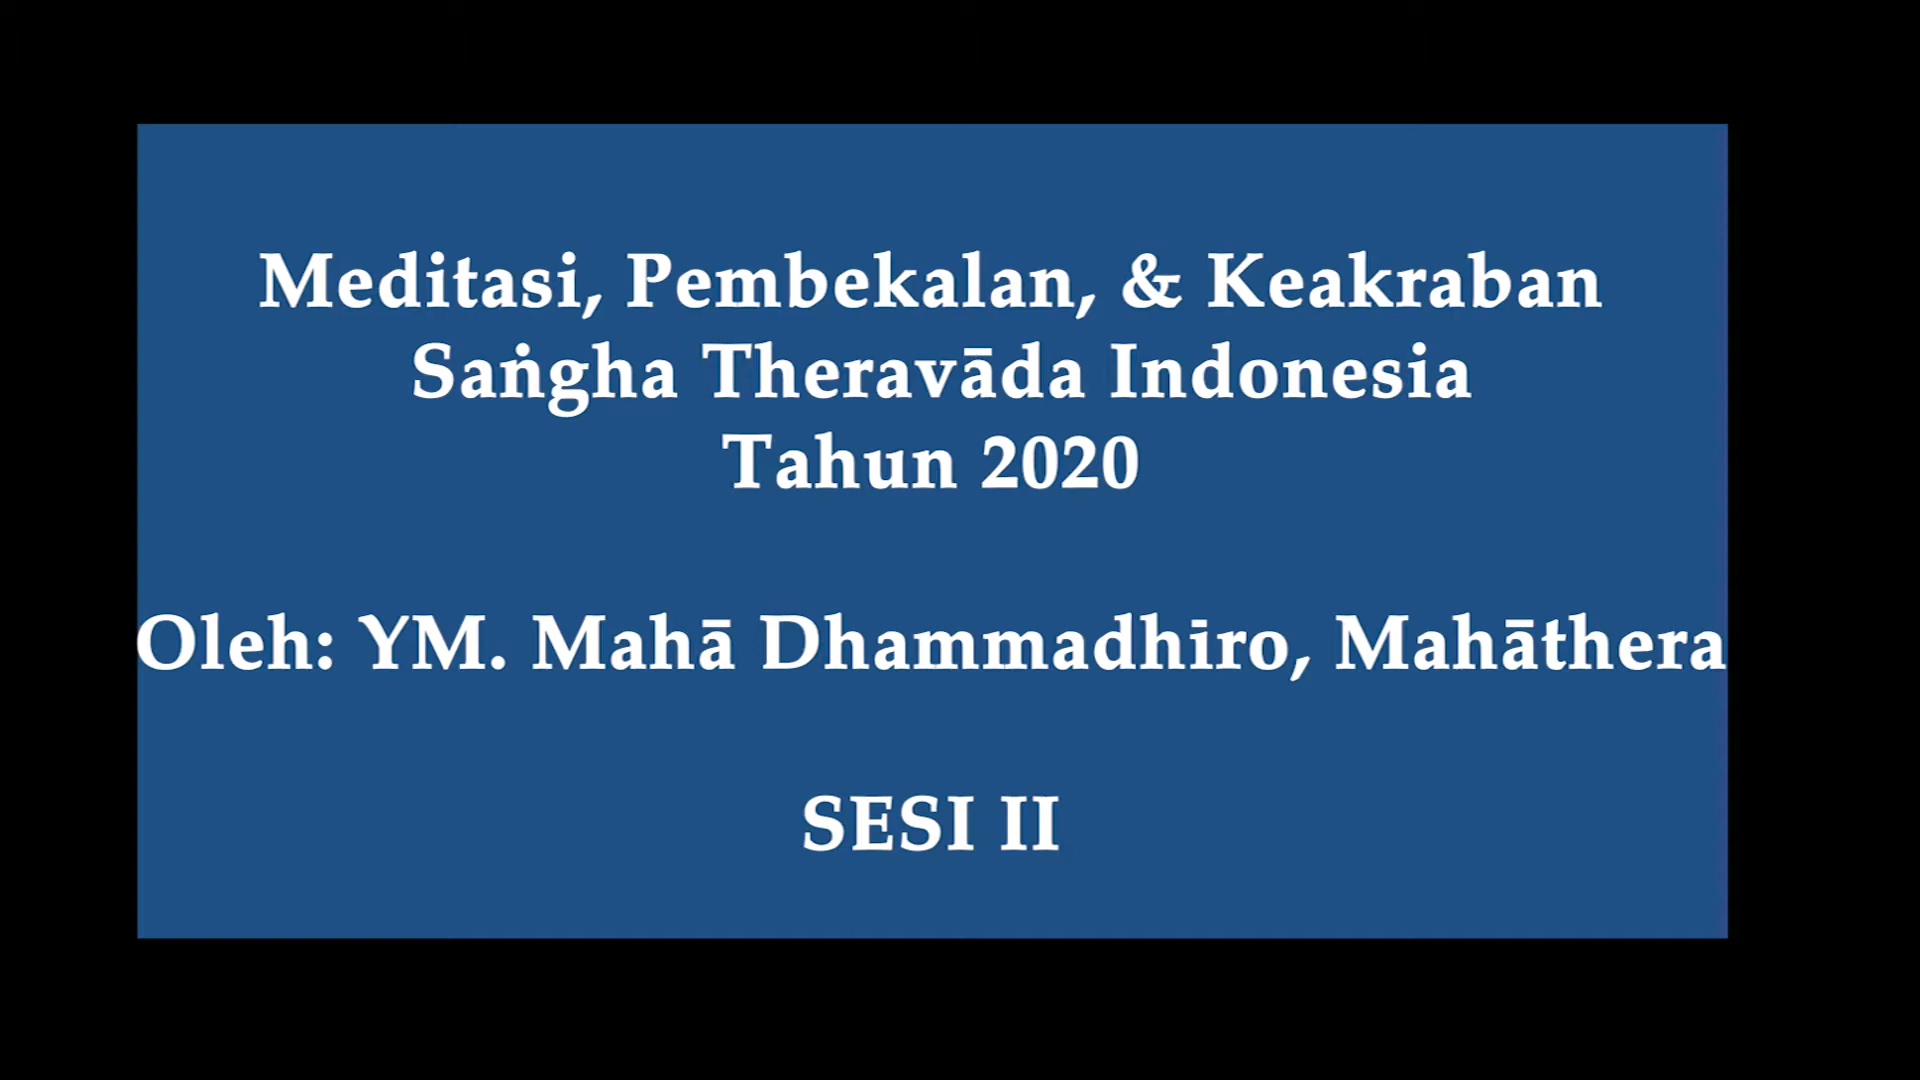 Meditasi, Pembekalan, & Keakraban
Saṅgha Theravāda Indonesia
Tahun 2020
Oleh: YM. Mahā Dhammadhiro, Mahāthera
SESI II